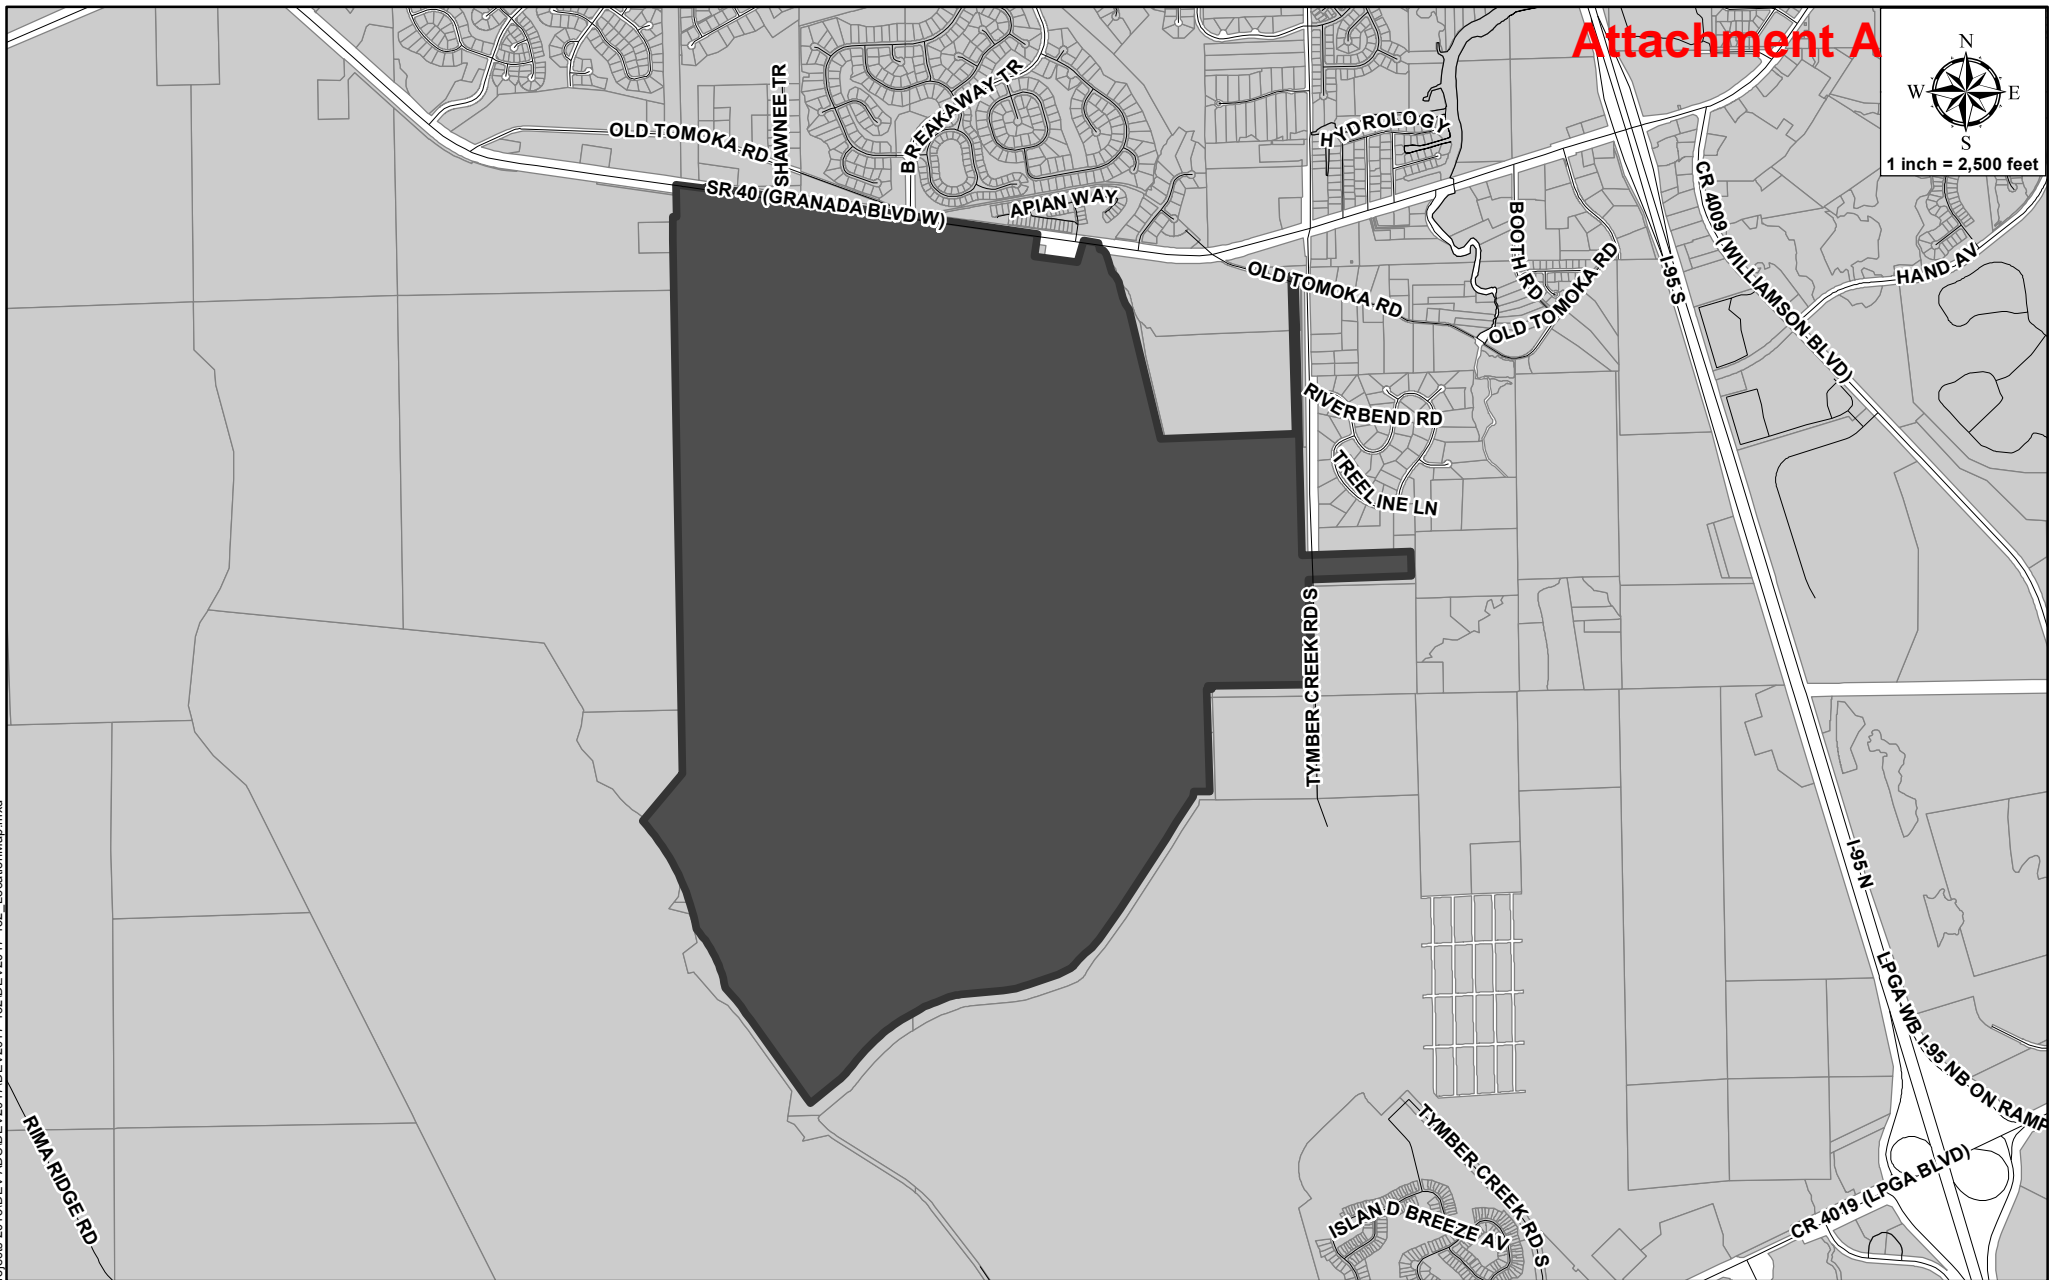 Attachment A
N
W E
S
1 inch = 2,500 feet
SHAWNEE TR
BREAKAWAY TR
OLD TOMOKA RD
HYDROLOGY
SR 40 (GRANADA BLVD W)
APIAN WAY
CR 4009 (WILLIAMSON BLVD)
BOOTH RD
OLD TOMOKA RD
I-95 S
HAND AV
OLD TOMOKA RD
RIVERBEND RD
TREELINE LN
TYMBER CREEK RD S
I-95 N
LPGA WB I-95 NB ON RAMP
RIMA RIDGE RD
TYMBER CREEK RD S
ISLAND BREEZE AV
CR 4019 (LPGA BLVD)